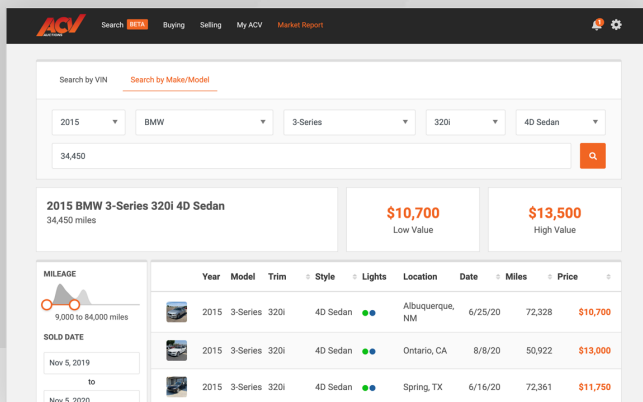 ACV
AUCTIONS
Search BETA Buying Selling My ACV Market Report 1
Search by VIN Search by Make/Model
2015 BMW 3-Series 320i 4D Sedan
34,450
2015 BMW 3-Series 320i 4D Sedan
34,450 miles
$10,700
Low Value
$13,500
High Value
MILEAGE
9,000 to 84,000 miles
SOLD DATE
Nov 5, 2019
to
Nov 5, 2020
Year Model Trim Style Lights Location Date Miles Price
2015 3-Series 320i 4D Sedan Albuquerque, NM 6/25/20 72,328 $10,700
2015 3-Series 320i 4D Sedan Ontario, CA 8/8/20 50,922 $13,000
2015 3-Series 320i 4D Sedan Spring, TX 6/16/20 72,361 $11,750